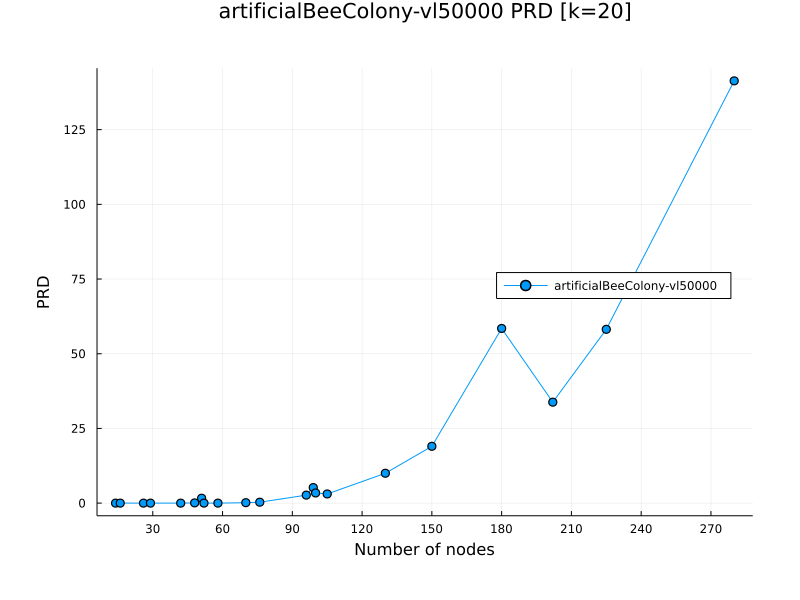 artificialBeeColony-vl50000 PRD [k=20]
125
100
75
50
25
0
PRD
artificialBeeColony-vl50000
30 60 90 120 150 180 210 240 270
Number of nodes